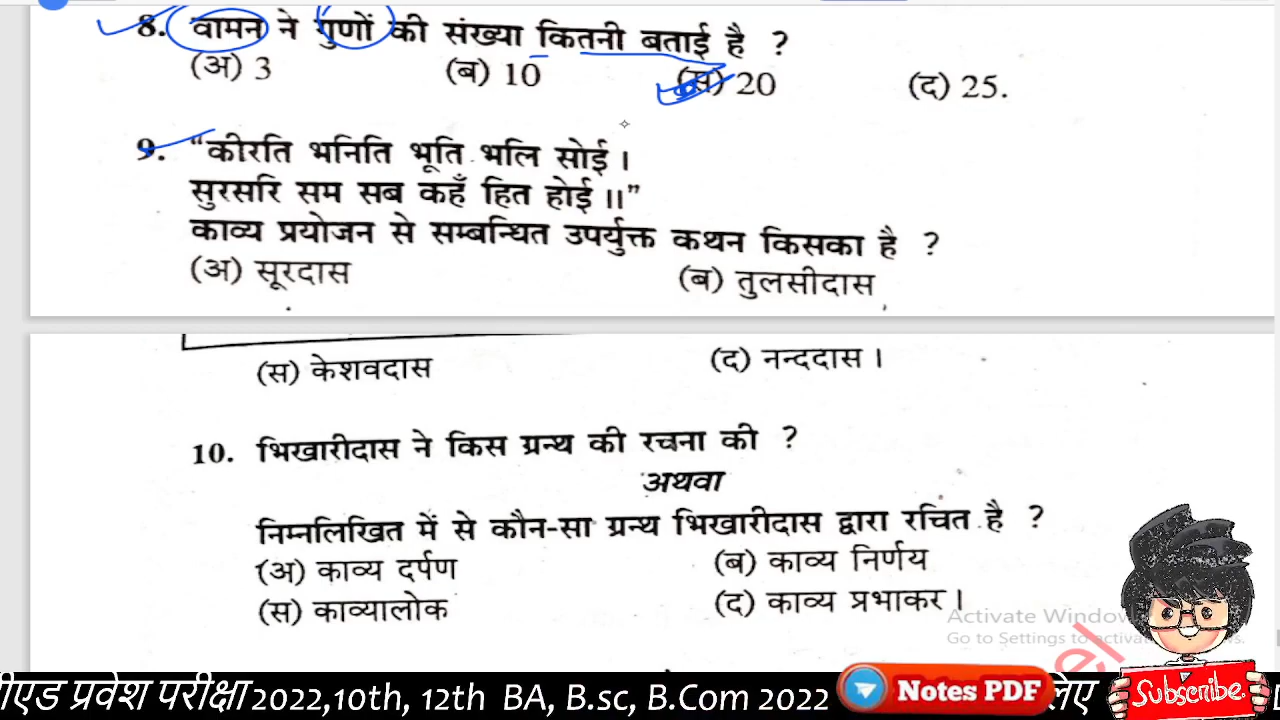 8. वामन ने गुणों की संख्या कितनी बताई है ?
(अ) 3 (ब) 10 (स) 20 (द) 25.
9. “कीरति भनिति भूति भलि सोई ।
सुरसरि सम सब कहँ हित होई ॥”
काव्य प्रयोजन से सम्बन्धित उपर्युक्त कथन किसका है ?
(अ) सूरदास (ब) तुलसीदास
(स) केशवदास (द) नन्ददास ।
10. भिखारीदास ने किस ग्रन्थ की रचना की ?
अथवा
निम्नलिखित में से कौन-सा ग्रन्थ भिखारीदास द्वारा रचित है ?
(अ) काव्य दर्पण (ब) काव्य निर्णय
(स) काव्यालोक (द) काव्य प्रभाकर ।
Activate Window
Go to Settings to activat
el
प्रवेश परीक्षा 2022,10th, 12th BA, B.sc, B.Com 2022 Notes PDF लिए
Subscribe